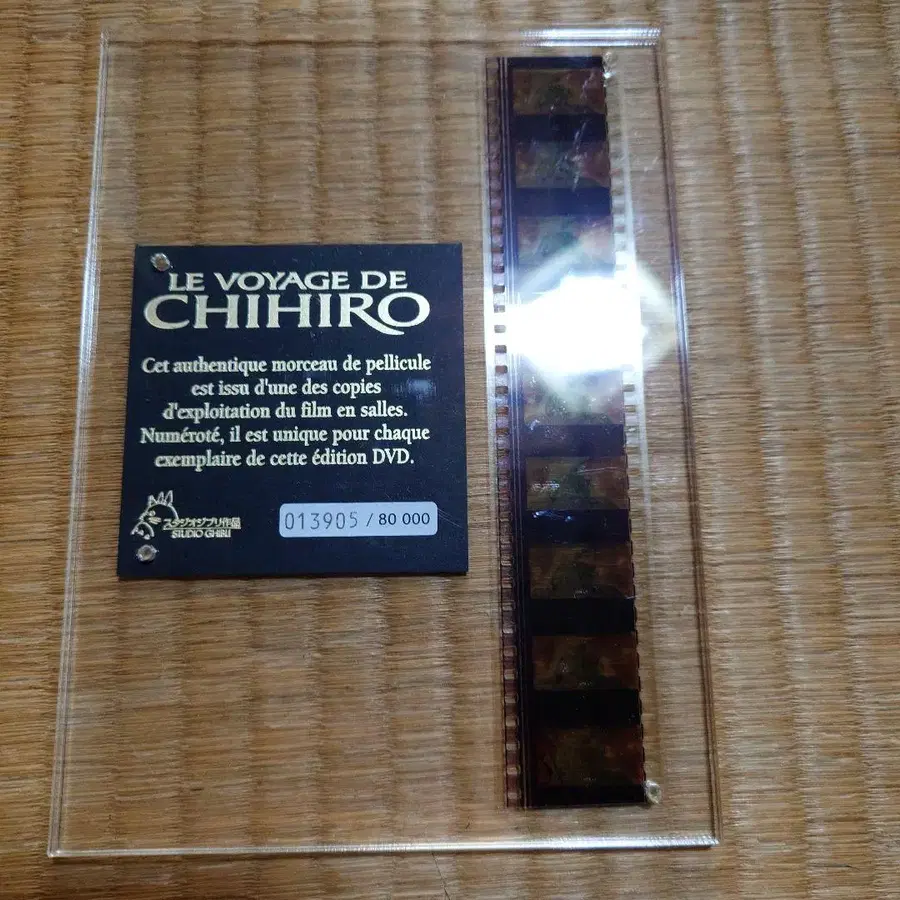 LE VOYAGE DE
CHIHIRO
Cet authentique morceau de pellicule
est issu d'une des copies
d'exploitation du film en salles.
Numéroté, il est unique pour chaque
exemplaire de cette édition DVD.
スタジオジブリ作品
STUDIO GHIBLI
013905 / 80 000